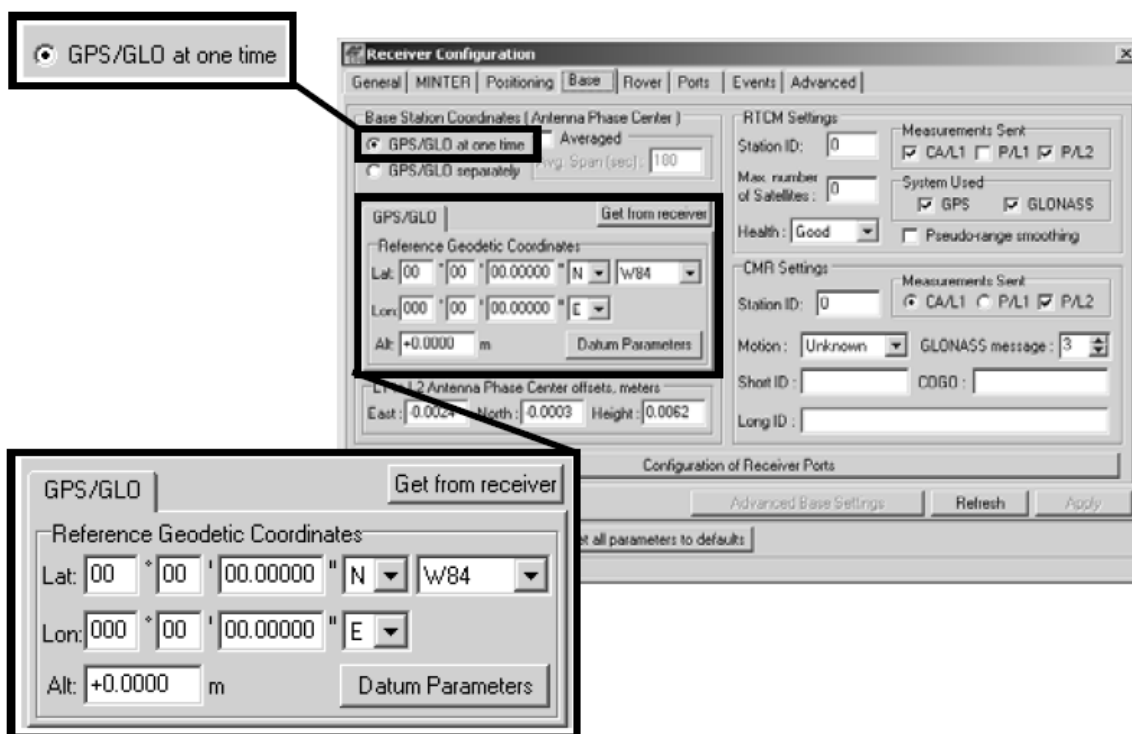 GPS/GLO at one time
Receiver Configuration
General MINTER Positioning Base Rover Ports Events Advanced
Base Station Coordinates ( Antenna Phase Center )
GPS/GLO at one time
Averaged
GPS/GLO separately
Avg. Span (sec) : 180
GPS/GLO
Get from receiver
Reference Geodetic Coordinates
Lat: 00 ° 00 ' 00.00000 " N W84
Lon: 000 ° 00 ' 00.00000 " E
Alt: +0.0000 m
Datum Parameters
L2 Antenna Phase Center offsets, meters
East : -0.0024 North : -0.0003 Height : 0.0062
RTCM Settings
Station ID: 0
Measurements Sent
CA/L1 P/L1 P/L2
Max. number
of Satellites : 0
System Used
GPS GLONASS
Health : Good
Pseudo-range smoothing
CMR Settings
Station ID: 0
Measurements Sent
CA/L1 P/L1 P/L2
Motion : Unknown
GLONASS message : 3
Short ID :
COGO :
Long ID :
Configuration of Receiver Ports
Advanced Base Settings
Refresh
Apply
et all parameters to defaults
GPS/GLO
Get from receiver
Reference Geodetic Coordinates
Lat: 00 ° 00 ' 00.00000 " N W84
Lon: 000 ° 00 ' 00.00000 " E
Alt: +0.0000 m
Datum Parameters